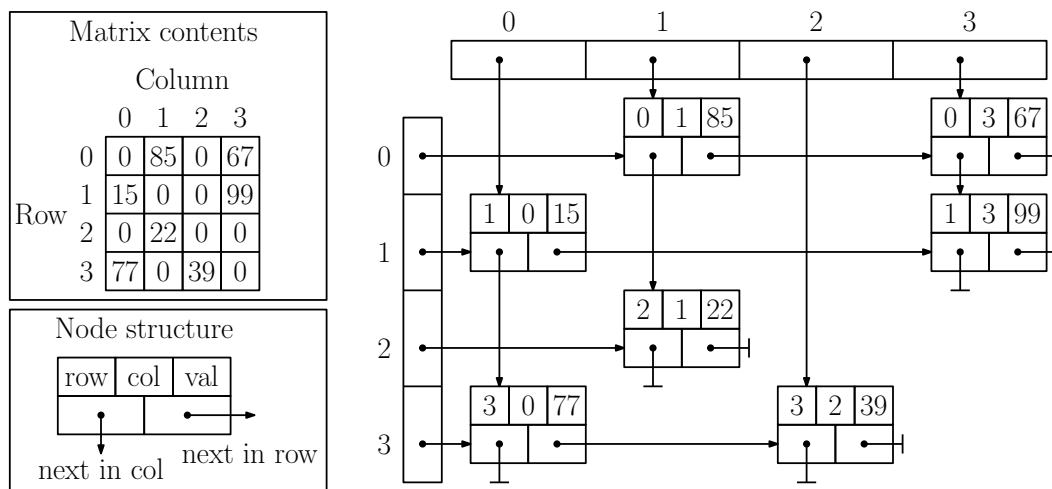 Matrix contents
Column
0 1 2 3
0 0 85 0 67
Row
1 15 0 0 99
2 0 22 0 0
3 77 0 39 0
Node structure
row col val
next in col
next in row
0 1 2 3
0 1 85
0 3 67
0
1 0 15
1 3 99
1
2 1 22
2
3 0 77
3 2 39
3